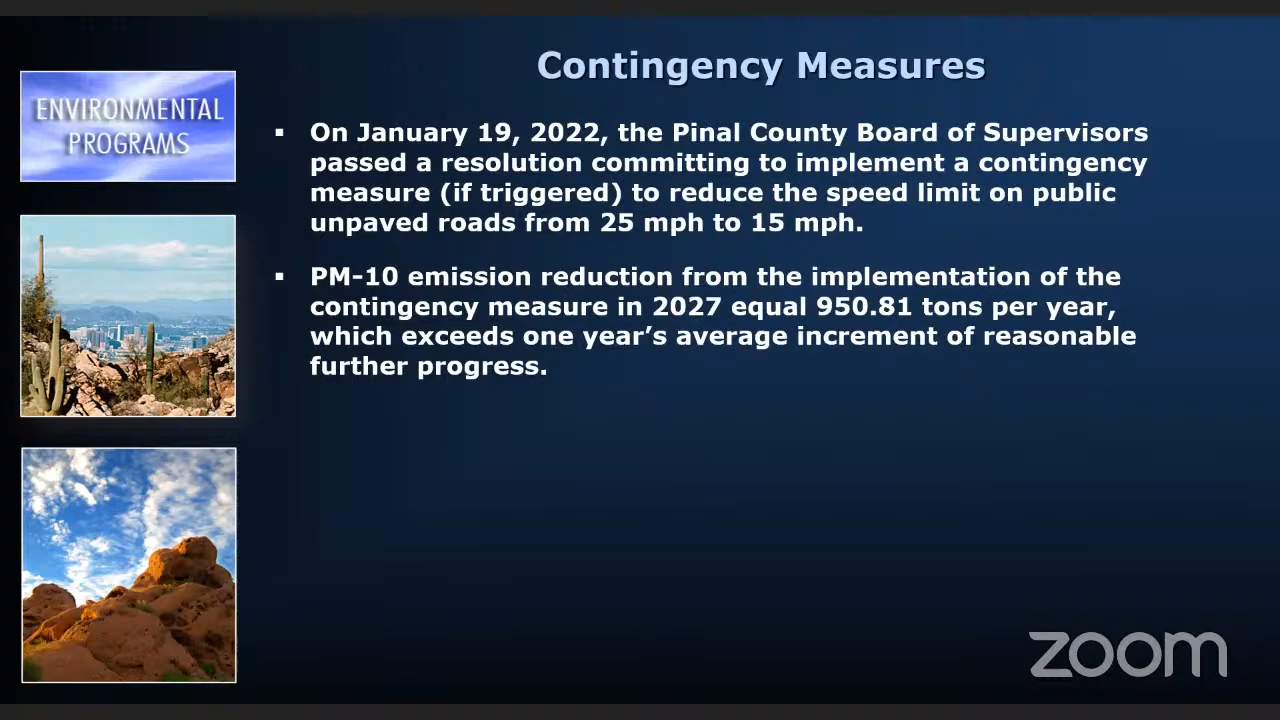 Contingency Measures
ENVIRONMENTAL
PROGRAMS
▪ On January 19, 2022, the Pinal County Board of Supervisors
passed a resolution committing to implement a contingency
measure (if triggered) to reduce the speed limit on public
unpaved roads from 25 mph to 15 mph.
▪ PM-10 emission reduction from the implementation of the
contingency measure in 2027 equal 950.81 tons per year,
which exceeds one year’s average increment of reasonable
further progress.
zoom